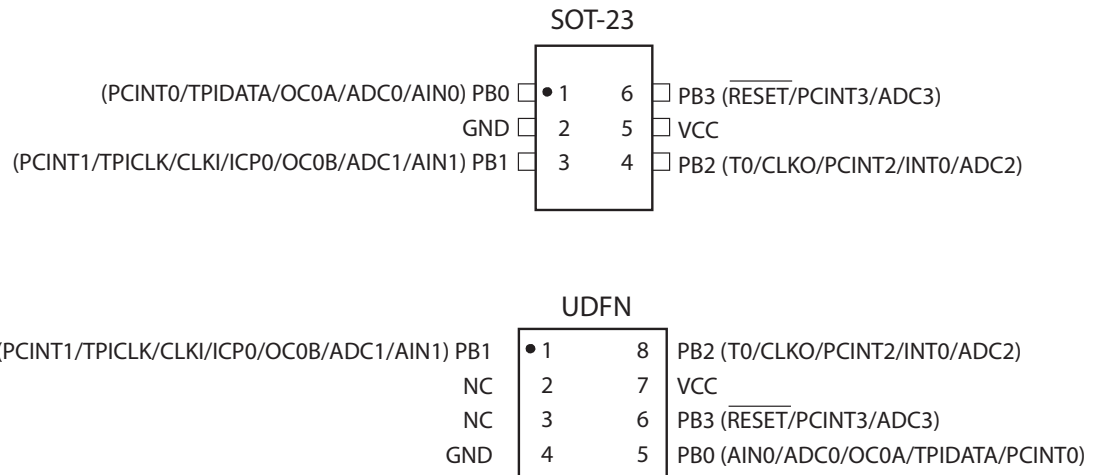 SOT-23
(PCINT0/TPIDATA/OC0A/ADC0/AIN0) PB0 1 6 PB3 (RESET/PCINT3/ADC3)
GND 2 5 VCC
(PCINT1/TPICLK/CLKI/ICP0/OC0B/ADC1/AIN1) PB1 3 4 PB2 (T0/CLKO/PCINT2/INT0/ADC2)
UDFN
(PCINT1/TPICLK/CLKI/ICP0/OC0B/ADC1/AIN1) PB1 1 8 PB2 (T0/CLKO/PCINT2/INT0/ADC2)
NC 2 7 VCC
NC 3 6 PB3 (RESET/PCINT3/ADC3)
GND 4 5 PB0 (AIN0/ADC0/OC0A/TPIDATA/PCINT0)